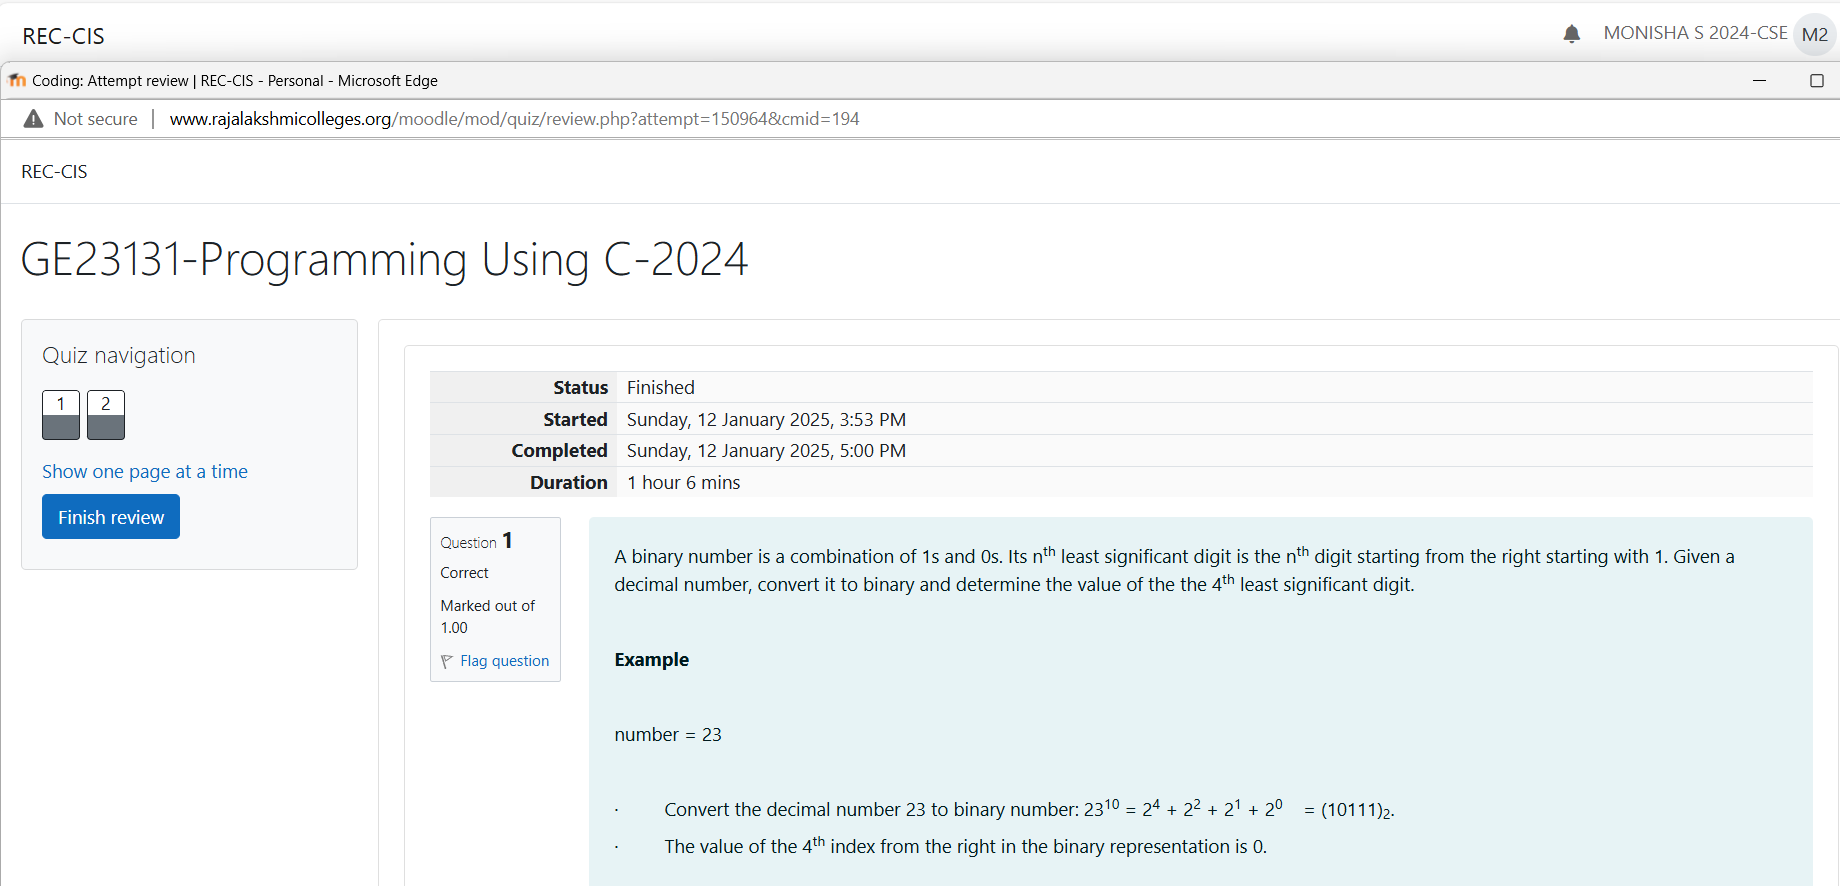 REC-CIS
MONISHA S 2024-CSE M2
Coding: Attempt review | REC-CIS - Personal - Microsoft Edge
Not secure | www.rajalakshmicolleges.org/moodle/mod/quiz/review.php?attempt=150964&cmid=194
REC-CIS
GE23131-Programming Using C-2024
Quiz navigation
1 2
Show one page at a time
Finish review
Status Finished
Started Sunday, 12 January 2025, 3:53 PM
Completed Sunday, 12 January 2025, 5:00 PM
Duration 1 hour 6 mins
Question 1
Correct
Marked out of
1.00
Flag question
A binary number is a combination of 1s and 0s. Its nᵗʰ least significant digit is the nᵗʰ digit starting from the right starting with 1. Given a
decimal number, convert it to binary and determine the value of the the 4ᵗʰ least significant digit.
Example
number = 23
· Convert the decimal number 23 to binary number: 23¹⁰ = 2⁴ + 2² + 2¹ + 2⁰ = (10111)₂.
· The value of the 4ᵗʰ index from the right in the binary representation is 0.